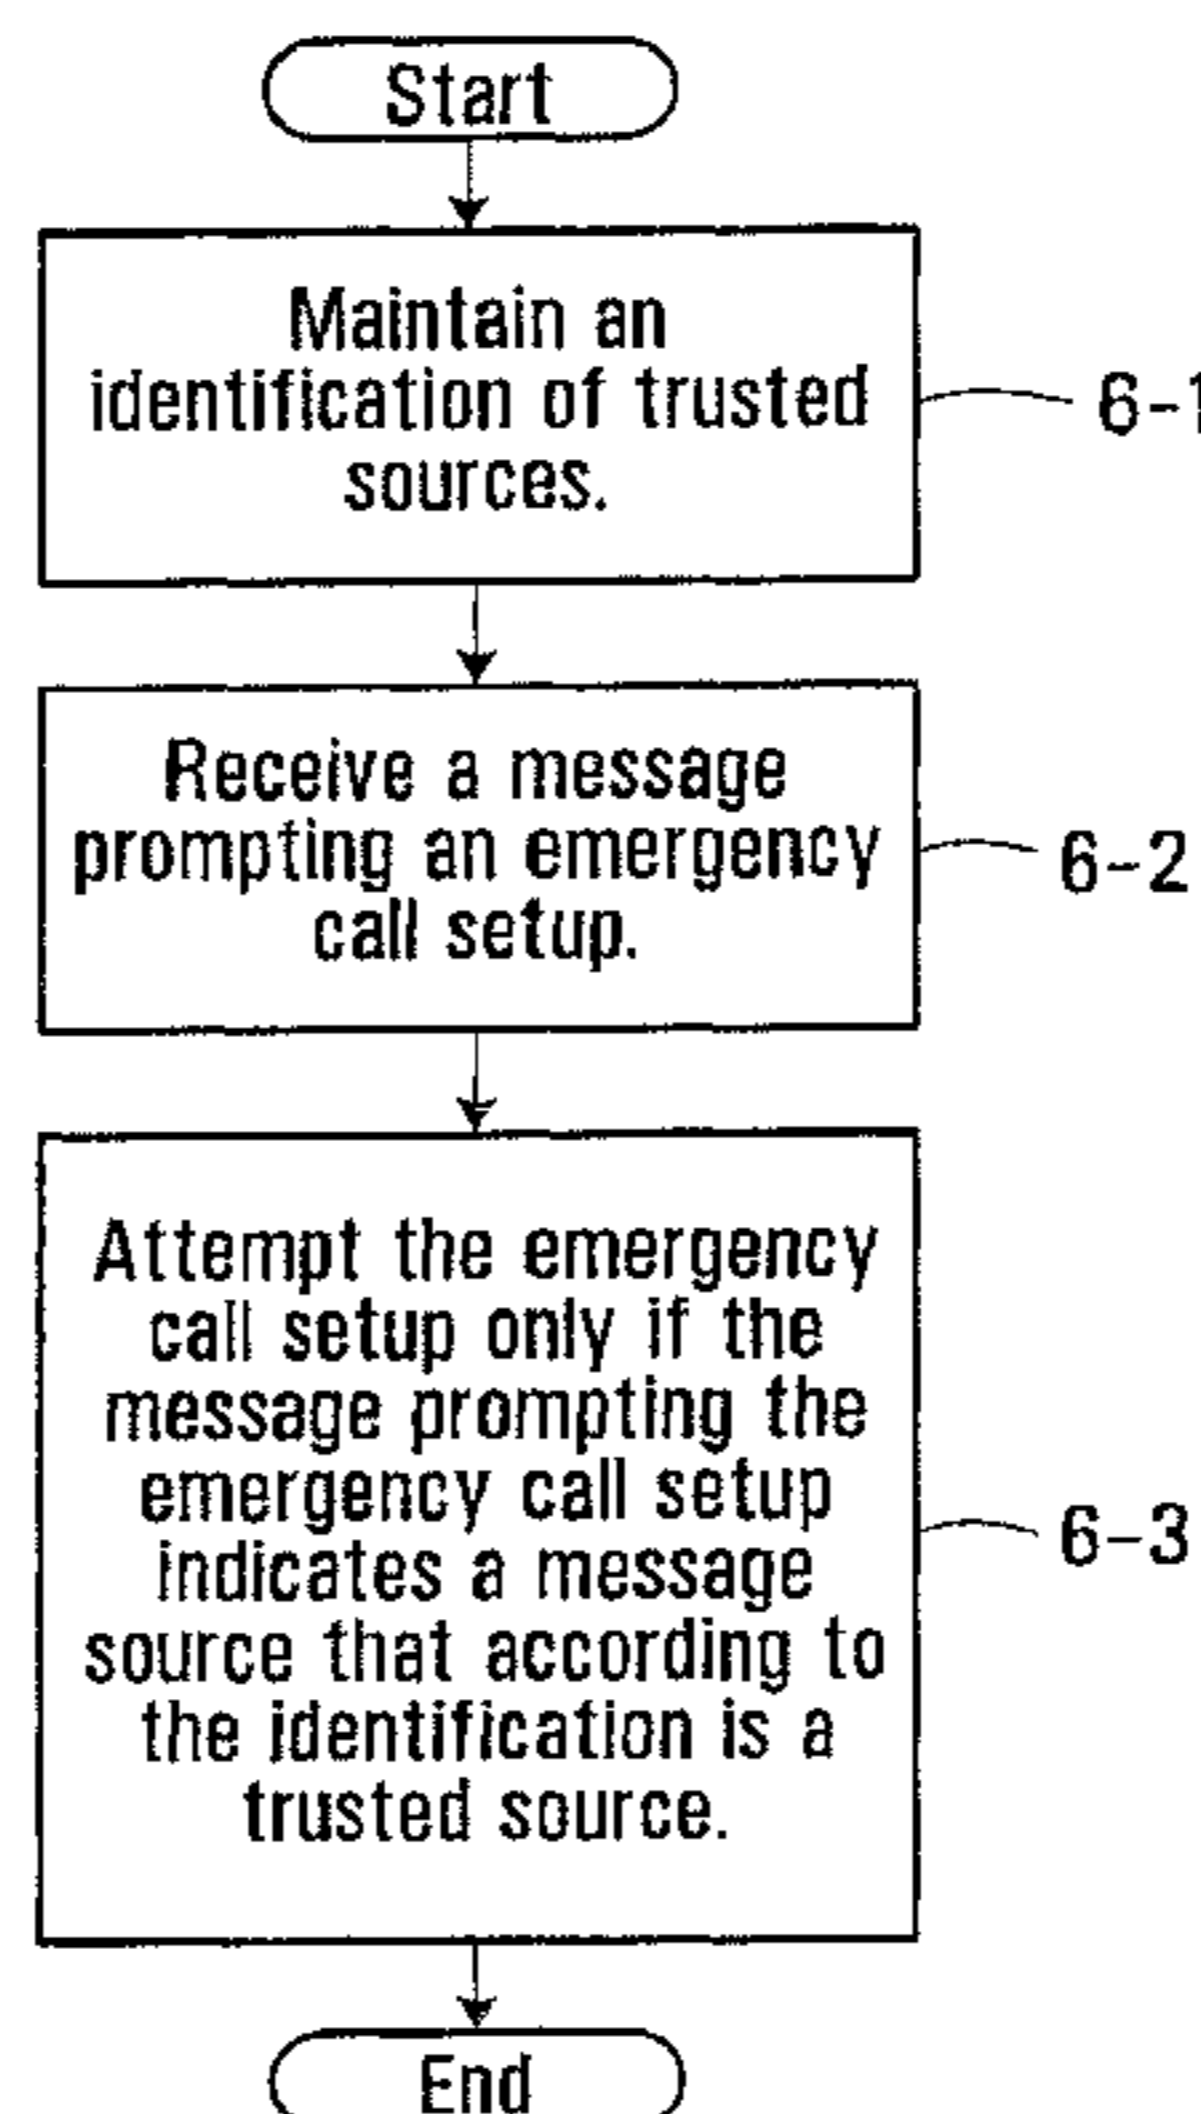 Start
Maintain an
identification of trusted
sources.
6-1
Receive a message
prompting an emergency
call setup.
6-2
Attempt the emergency
call setup only if the
message prompting the
emergency call setup
indicates a message
source that according to
the identification is a
trusted source.
6-3
End